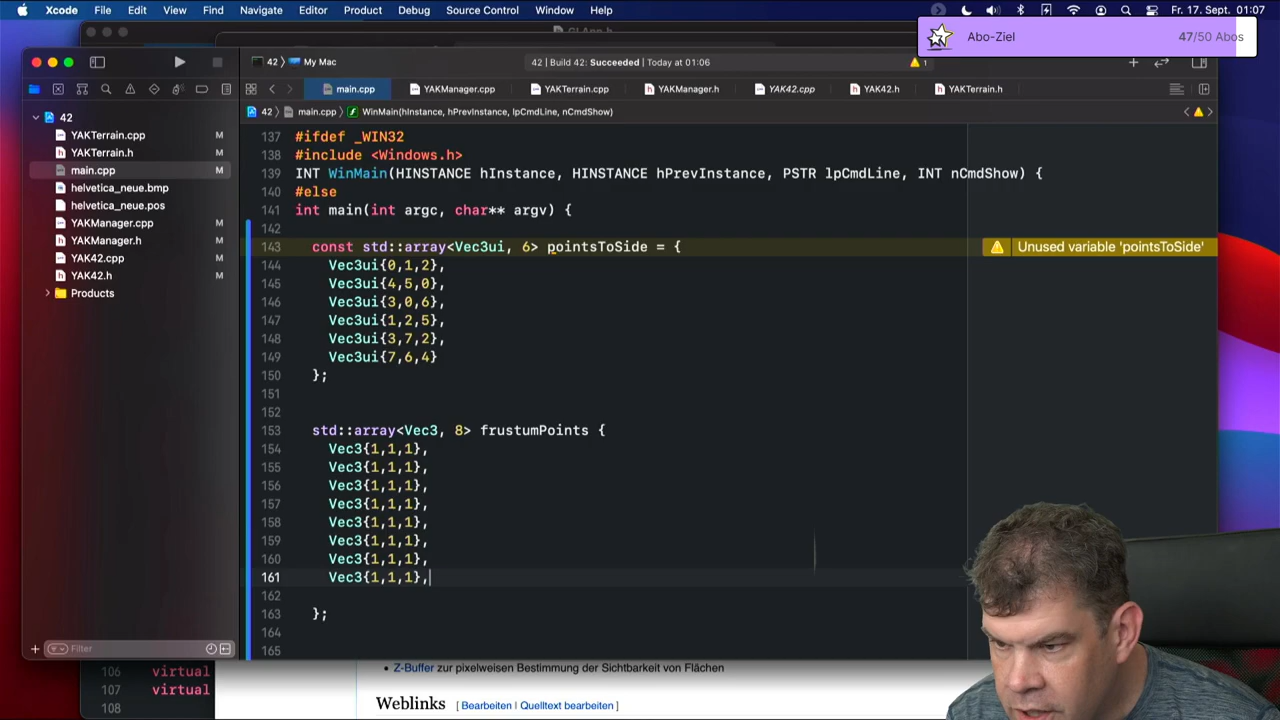 Xcode File Edit View Find Navigate Editor Product Debug Source Control Window Help Fr. 17. Sept. 01:07
Abo-Ziel 47/50 Abos
42 My Mac 42 | Build 42: Succeeded | Today at 01:06 1
main.cpp YAKManager.cpp YAKTerrain.cpp YAKManager.h YAK42.cpp YAK42.h YAKTerrain.h
42 main.cpp WinMain(hInstance, hPrevInstance, lpCmdLine, nCmdShow)
42
YAKTerrain.cpp M
YAKTerrain.h M
main.cpp M
helvetica_neue.bmp
helvetica_neue.pos
YAKManager.cpp M
YAKManager.h M
YAK42.cpp M
YAK42.h M
Products
Filter
137 #ifdef _WIN32
138 #include <Windows.h>
139 INT WinMain(HINSTANCE hInstance, HINSTANCE hPrevInstance, PSTR lpCmdLine, INT nCmdShow) {
140 #else
141 int main(int argc, char** argv) {
142
143 const std::array<Vec3ui, 6> pointsToSide = { Unused variable 'pointsToSide'
144 Vec3ui{0,1,2},
145 Vec3ui{4,5,0},
146 Vec3ui{3,0,6},
147 Vec3ui{1,2,5},
148 Vec3ui{3,7,2},
149 Vec3ui{7,6,4}
150 };
151
152
153 std::array<Vec3, 8> frustumPoints {
154 Vec3{1,1,1},
155 Vec3{1,1,1},
156 Vec3{1,1,1},
157 Vec3{1,1,1},
158 Vec3{1,1,1},
159 Vec3{1,1,1},
160 Vec3{1,1,1},
161 Vec3{1,1,1},
162
163 };
164
165
106 virtual
107 virtual
108
• Z-Buffer zur pixelweisen Bestimmung der Sichtbarkeit von Flächen
Weblinks [ Bearbeiten | Quelltext bearbeiten ]